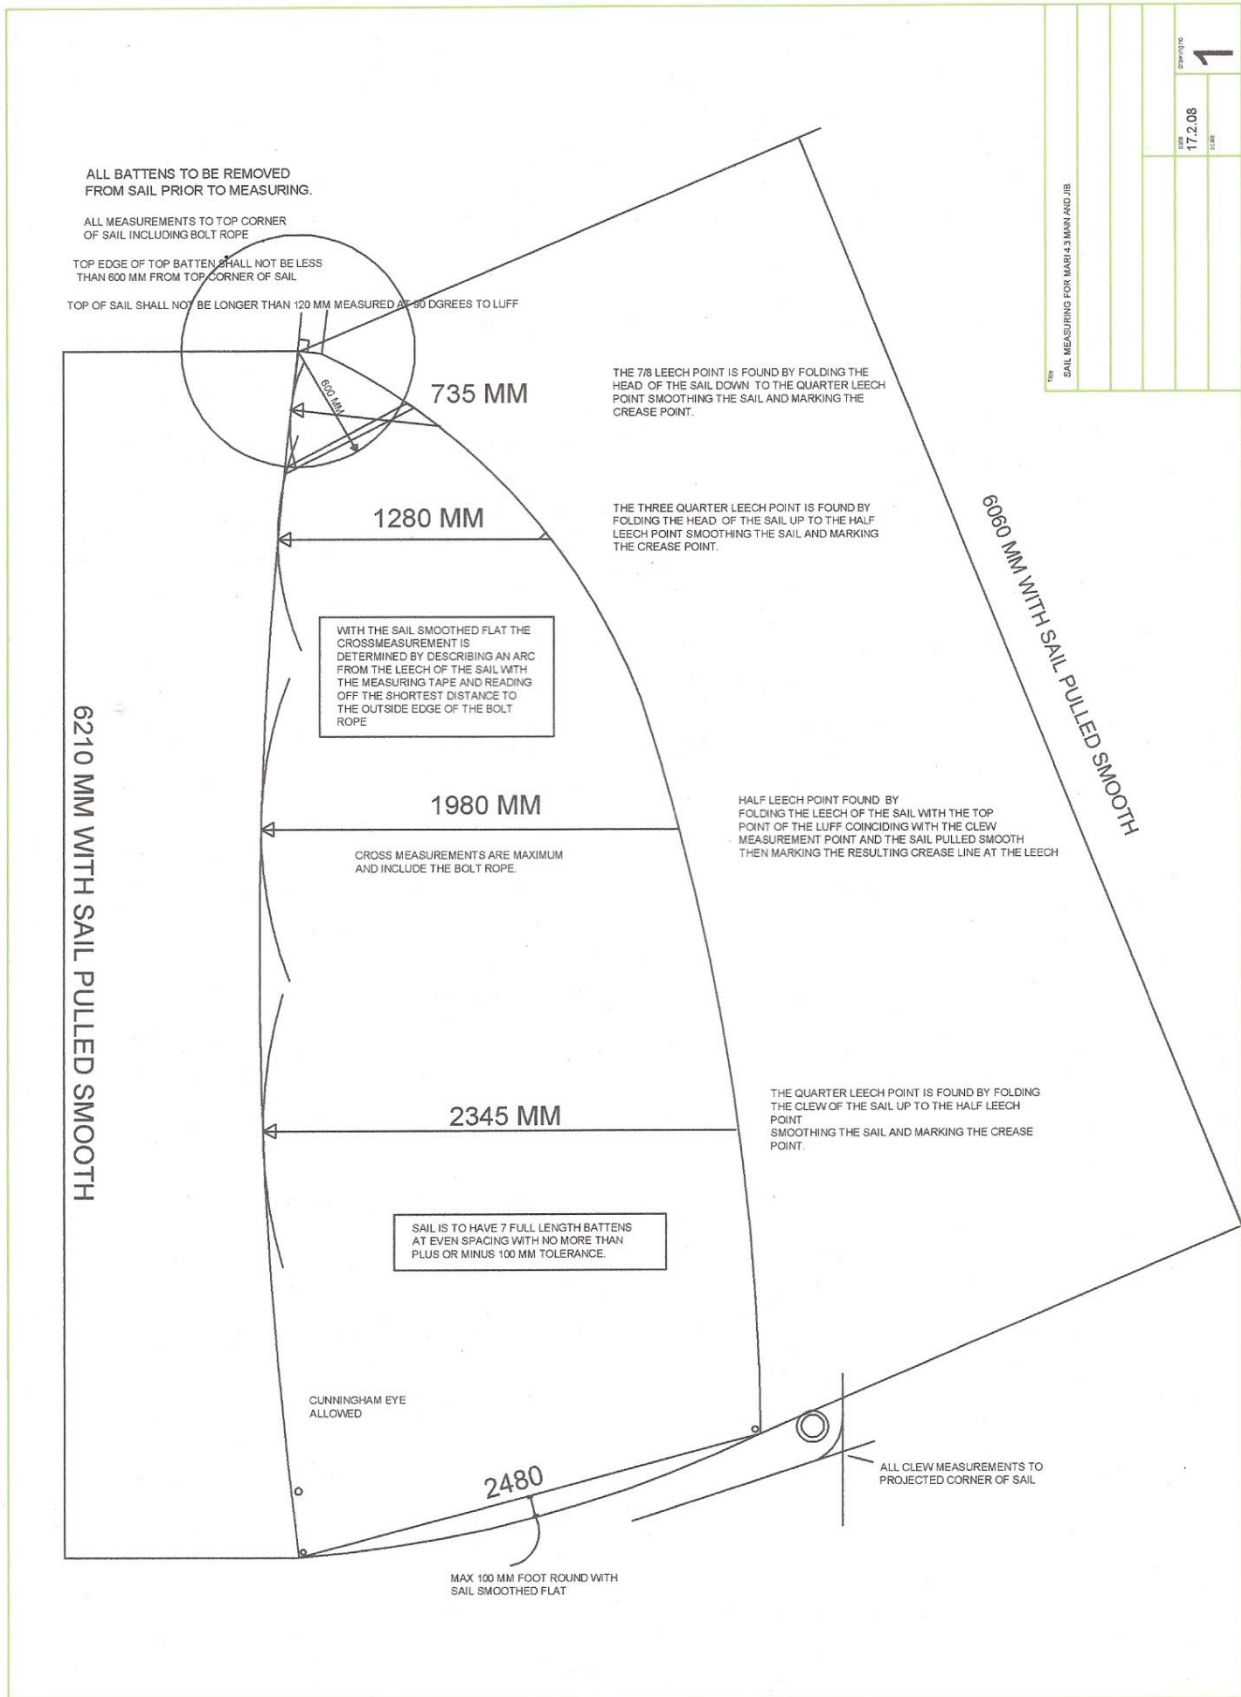 drawing no
1
date
17.2.08
scale
Title
SAIL MEASURING FOR MARI 4.3 MAIN AND JIB
ALL BATTENS TO BE REMOVED
FROM SAIL PRIOR TO MEASURING.
ALL MEASUREMENTS TO TOP CORNER
OF SAIL INCLUDING BOLT ROPE
TOP EDGE OF TOP BATTEN SHALL NOT BE LESS
THAN 600 MM FROM TOP CORNER OF SAIL
TOP OF SAIL SHALL NOT BE LONGER THAN 120 MM MEASURED AT 90 DGREES TO LUFF
600 MM
735 MM
THE 7/8 LEECH POINT IS FOUND BY FOLDING THE
HEAD OF THE SAIL DOWN TO THE QUARTER LEECH
POINT SMOOTHING THE SAIL AND MARKING THE
CREASE POINT.
1280 MM
THE THREE QUARTER LEECH POINT IS FOUND BY
FOLDING THE HEAD OF THE SAIL UP TO THE HALF
LEECH POINT SMOOTHING THE SAIL AND MARKING
THE CREASE POINT.
6060 MM WITH SAIL PULLED SMOOTH
WITH THE SAIL SMOOTHED FLAT THE
CROSSMEASUREMENT IS
DETERMINED BY DESCRIBING AN ARC
FROM THE LEECH OF THE SAIL WITH
THE MEASURING TAPE AND READING
OFF THE SHORTEST DISTANCE TO
THE OUTSIDE EDGE OF THE BOLT
ROPE
6210 MM WITH SAIL PULLED SMOOTH
1980 MM
CROSS MEASUREMENTS ARE MAXIMUM
AND INCLUDE THE BOLT ROPE.
HALF LEECH POINT FOUND BY
FOLDING THE LEECH OF THE SAIL WITH THE TOP
POINT OF THE LUFF COINCIDING WITH THE CLEW
MEASUREMENT POINT AND THE SAIL PULLED SMOOTH
THEN MARKING THE RESULTING CREASE LINE AT THE LEECH
2345 MM
THE QUARTER LEECH POINT IS FOUND BY FOLDING
THE CLEW OF THE SAIL UP TO THE HALF LEECH
POINT
SMOOTHING THE SAIL AND MARKING THE CREASE
POINT.
SAIL IS TO HAVE 7 FULL LENGTH BATTENS
AT EVEN SPACING WITH NO MORE THAN
PLUS OR MINUS 100 MM TOLERANCE.
CUNNINGHAM EYE
ALLOWED
2480
ALL CLEW MEASUREMENTS TO
PROJECTED CORNER OF SAIL
MAX 100 MM FOOT ROUND WITH
SAIL SMOOTHED FLAT